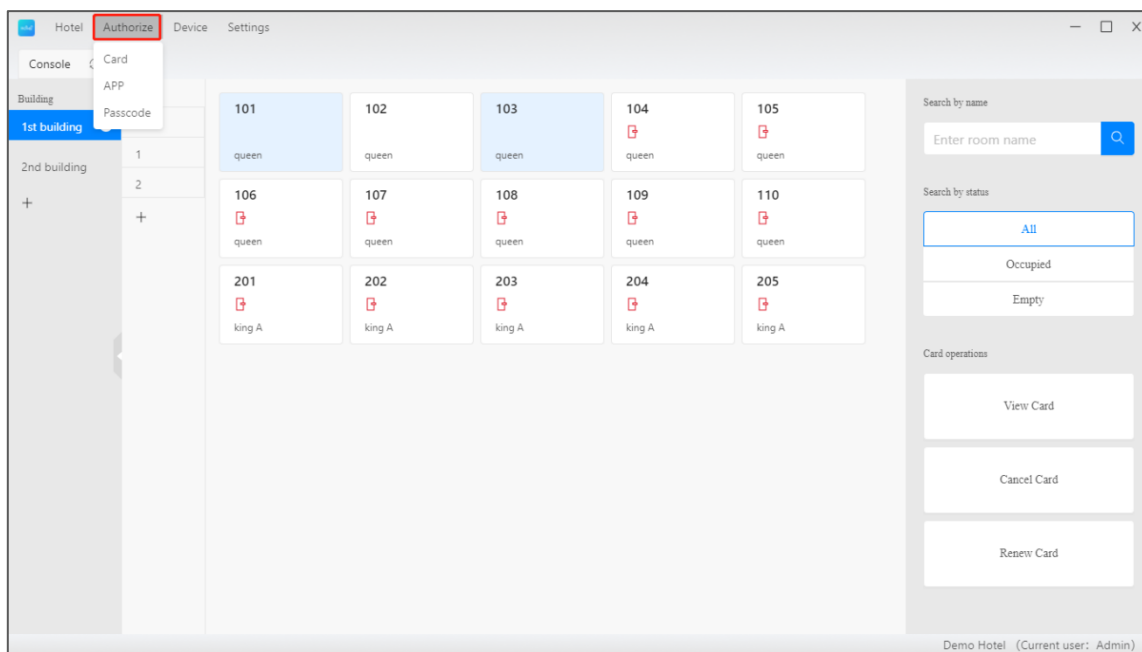 Hotel Authorize Device Settings
Console
Card
APP
Passcode
Building
1st building
2nd building
+
1
2
+
101 102 103 104 105
queen queen queen queen queen
106 107 108 109 110
queen queen queen queen queen
201 202 203 204 205
king A king A king A king A king A
Search by name
Enter room name
Search by status
All
Occupied
Empty
Card operations
View Card
Cancel Card
Renew Card
Demo Hotel (Current user: Admin)